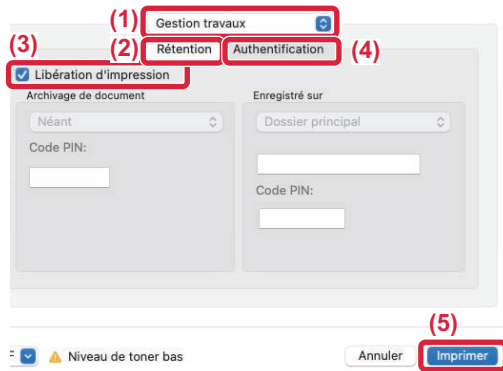 (1) Gestion travaux
(2) Rétention Authentification (4)
(3)
Libération d'impression
Archivage de document Enregistré sur
Néant Dossier principal
Code PIN:
Code PIN:
(5)
F Niveau de toner bas Annuler Imprimer